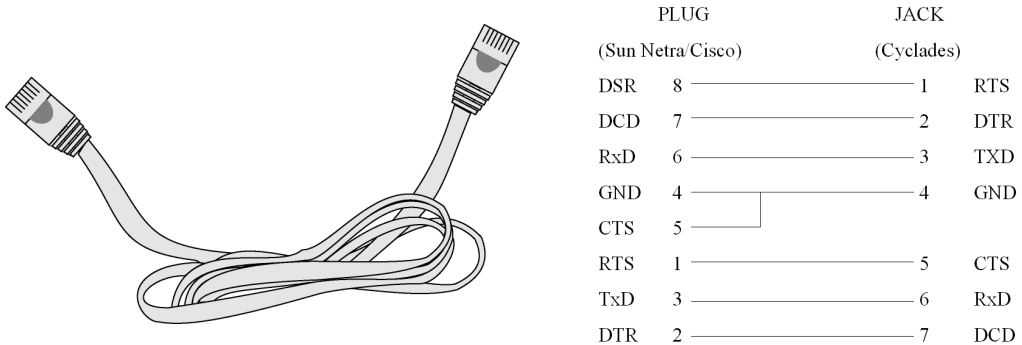 PLUG JACK
(Sun Netra/Cisco) (Cyclades)
DSR 8 1 RTS
DCD 7 2 DTR
RxD 6 3 TXD
GND 4 4 GND
CTS 5
RTS 1 5 CTS
TxD 3 6 RxD
DTR 2 7 DCD